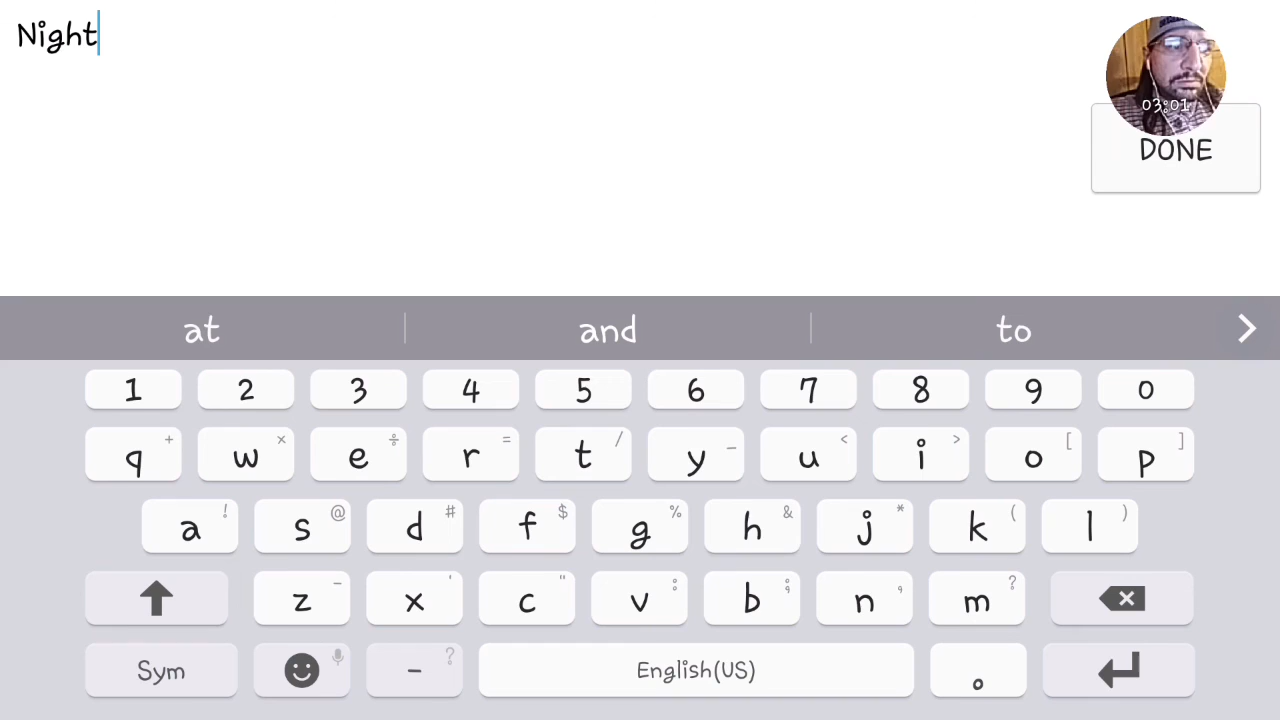 Night
03:01
DONE
at and to
1 2 3 4 5 6 7 8 9 0
q + w × e ÷ r = t / y _ u < i > o [ p ]
a ! s @ d # f $ g % h & j * k ( l )
z - x ' c " v : b ; n , m ?
Sym - ? English(US) .